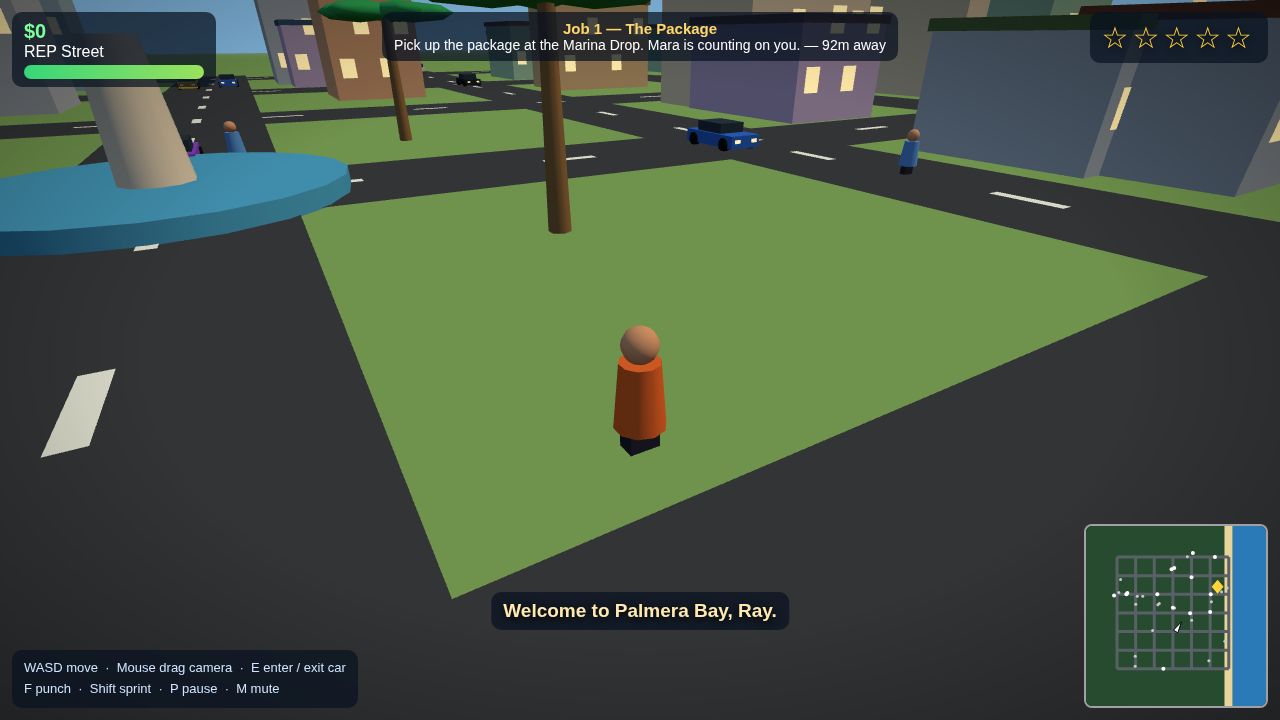 $0
REP Street
Job 1 — The Package
Pick up the package at the Marina Drop. Mara is counting on you. — 92m away
☆☆☆☆☆
Welcome to Palmera Bay, Ray.
WASD move · Mouse drag camera · E enter / exit car
F punch · Shift sprint · P pause · M mute